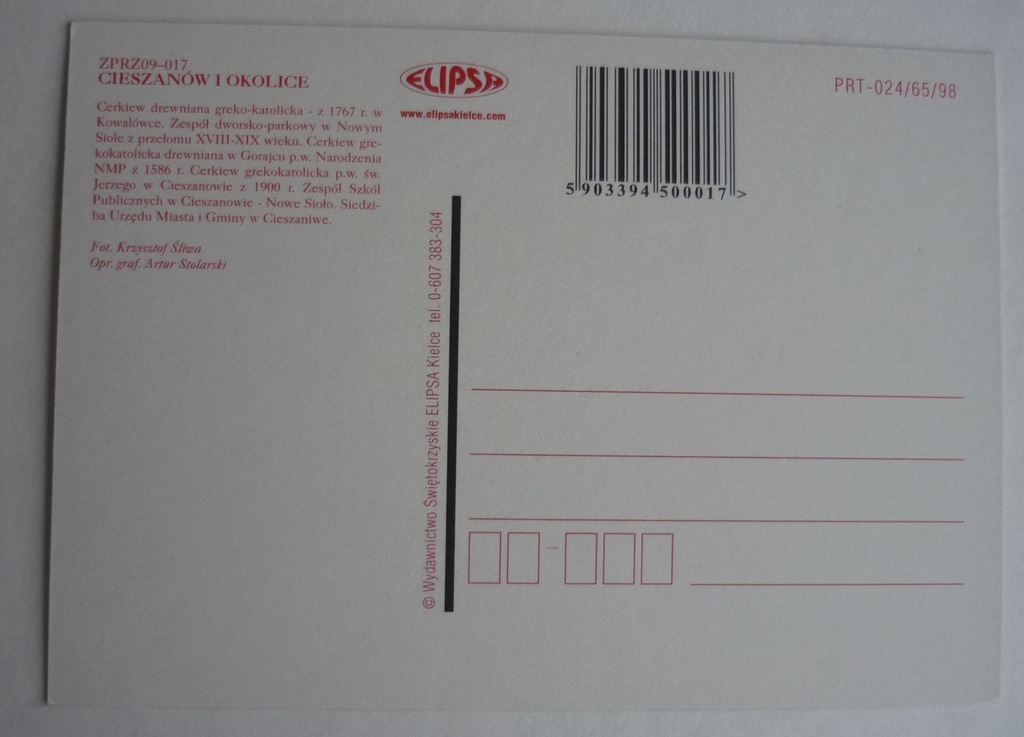 ZPRZ09-017
CIESZANÓW I OKOLICE
Cerkiew drewniana greko-katolicka - z 1767 r. w
Kowalówce. Zespół dworsko-parkowy w Nowym
Siole z przełomu XVIII-XIX wieku. Cerkiew gre-
kokatolicka drewniana w Gorajcu p.w. Narodzenia
NMP z 1586 r. Cerkiew grekokatolicka p.w. św.
Jerzego w Cieszanowie z 1900 r. Zespół Szkół
Publicznych w Cieszanowie - Nowe Sioło. Siedzi-
ba Urzędu Miasta i Gminy w Cieszaniwe.
Fot. Krzysztof Śliwa
Opr. graf. Artur Stolarski
ELIPSA
www.elipsakielce.com
© Wydawnictwo Świętokrzyskie ELIPSA Kielce tel. 0-607 383-304
5 903394 500017 >
PRT-024/65/98